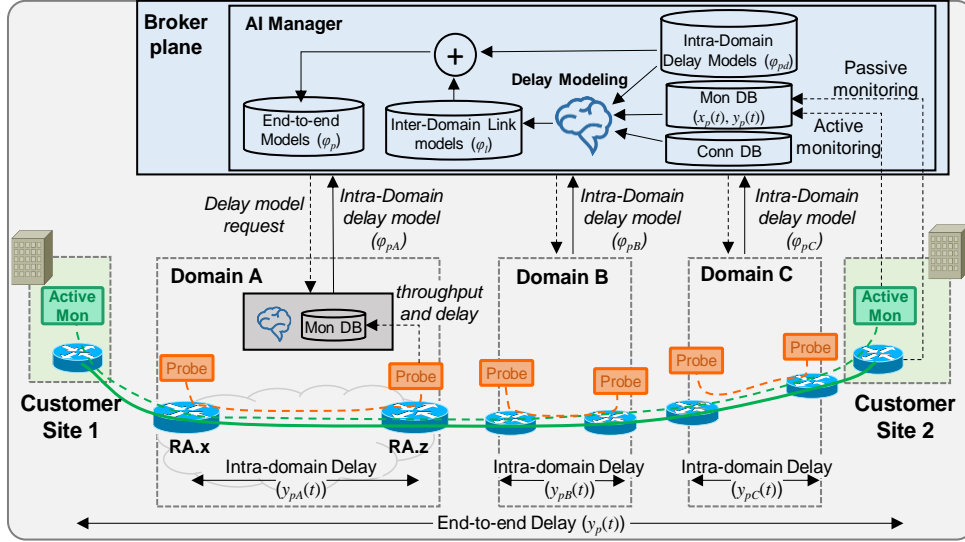 Broker
plane
AI Manager
Intra-Domain
Delay Models (φpd)
Delay Modeling
Passive
monitoring
Mon DB
(xp(t), yp(t))
End-to-end
Models (φp)
Inter-Domain Link
models (φl)
Active
monitoring
Conn DB
Delay model
request
Intra-Domain
delay model
(φpA)
Intra-Domain
delay model
(φpB)
Intra-Domain
delay model
(φpC)
Domain A
Domain B
Domain C
throughput
and delay
Mon DB
Active
Mon
Active
Mon
Probe
Probe
Probe
Probe
Probe
Probe
Customer
Site 1
Customer
Site 2
RA.x
RA.z
Intra-domain Delay
(ypA(t))
Intra-domain Delay
(ypB(t))
Intra-domain Delay
(ypC(t))
End-to-end Delay (yp(t))